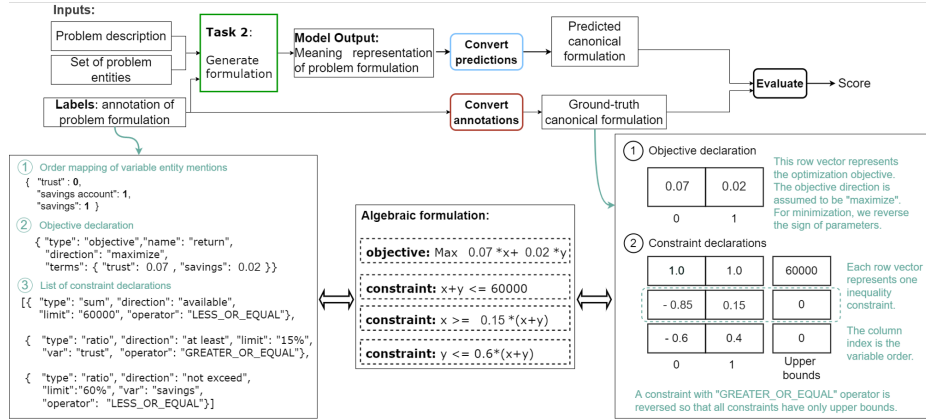 Inputs:
Problem description
Set of problem
entities
Labels: annotation of
problem formulation
Task 2:
Generate
formulation
Model Output:
Meaning representation
of problem formulation
Convert
predictions
Predicted
canonical
formulation
Convert
annotations
Ground-truth
canonical formulation
Evaluate
Score
1 Order mapping of variable entity mentions
{ "trust" : 0,
"savings account": 1,
"savings": 1 }
2 Objective declaration
{ "type": "objective","name": "return",
"direction": "maximize",
"terms": { "trust": 0.07 , "savings": 0.02 }}
3 List of constraint declarations
[{ "type": "sum", "direction": "available",
"limit": "60000", "operator": "LESS_OR_EQUAL"},
{ "type": "ratio", "direction": "at least", "limit": "15%",
"var": "trust", "operator": "GREATER_OR_EQUAL"},
{ "type": "ratio", "direction": "not exceed",
"limit":"60%", "var": "savings",
"operator": "LESS_OR_EQUAL"}]
Algebraic formulation:
objective: Max 0.07 *x+ 0.02 *y
constraint: x+y <= 60000
constraint: x >= 0.15 *(x+y)
constraint: y <= 0.6*(x+y)
1 Objective declaration
0.07 0.02
0 1
This row vector represents
the optimization objective.
The objective direction is
assumed to be "maximize".
For minimization, we reverse
the sign of parameters.
2 Constraint declarations
1.0 1.0 60000
- 0.85 0.15 0
- 0.6 0.4 0
0 1 Upper
bounds
Each row vector
represents one
inequality
constraint.
The column
index is the
variable order.
A constraint with "GREATER_OR_EQUAL" operator is
reversed so that all constraints have only upper bounds.